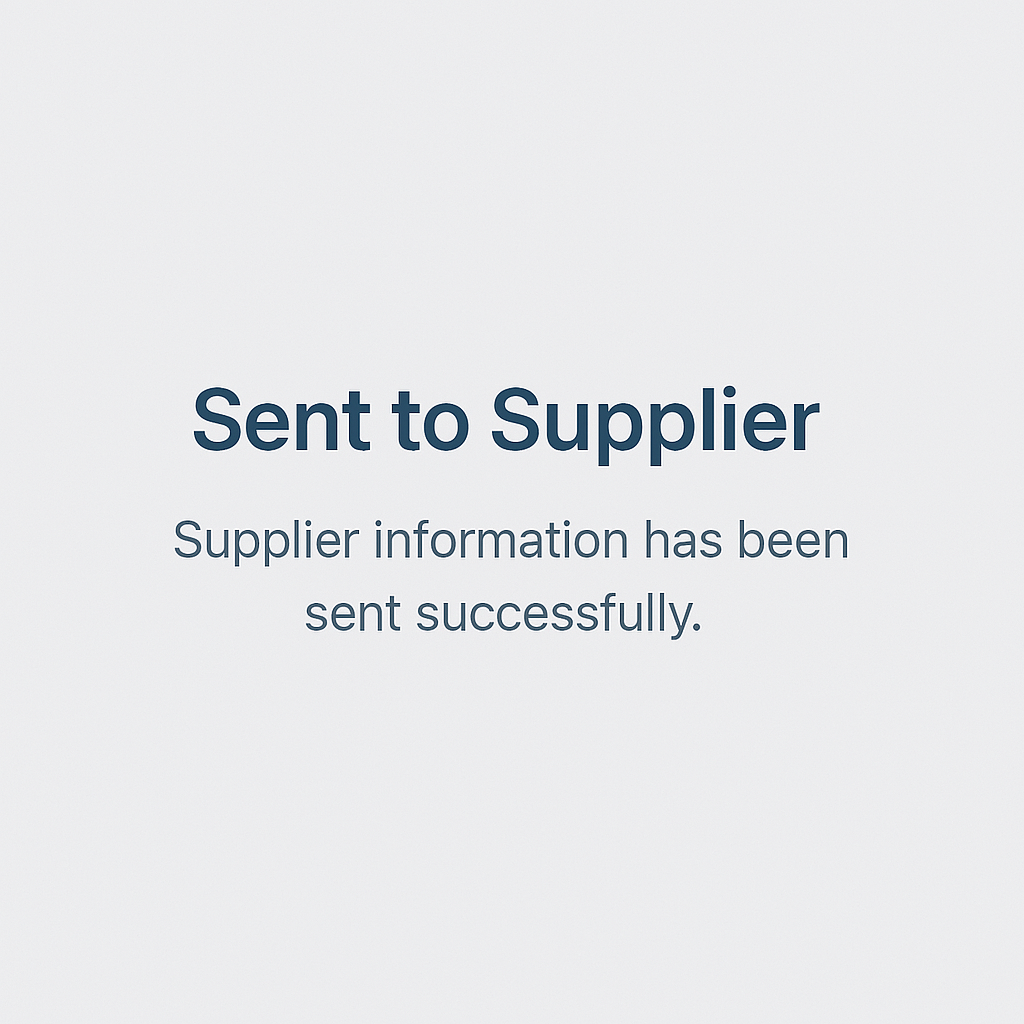 Sent to Supplier
Supplier information has been
sent successfully.